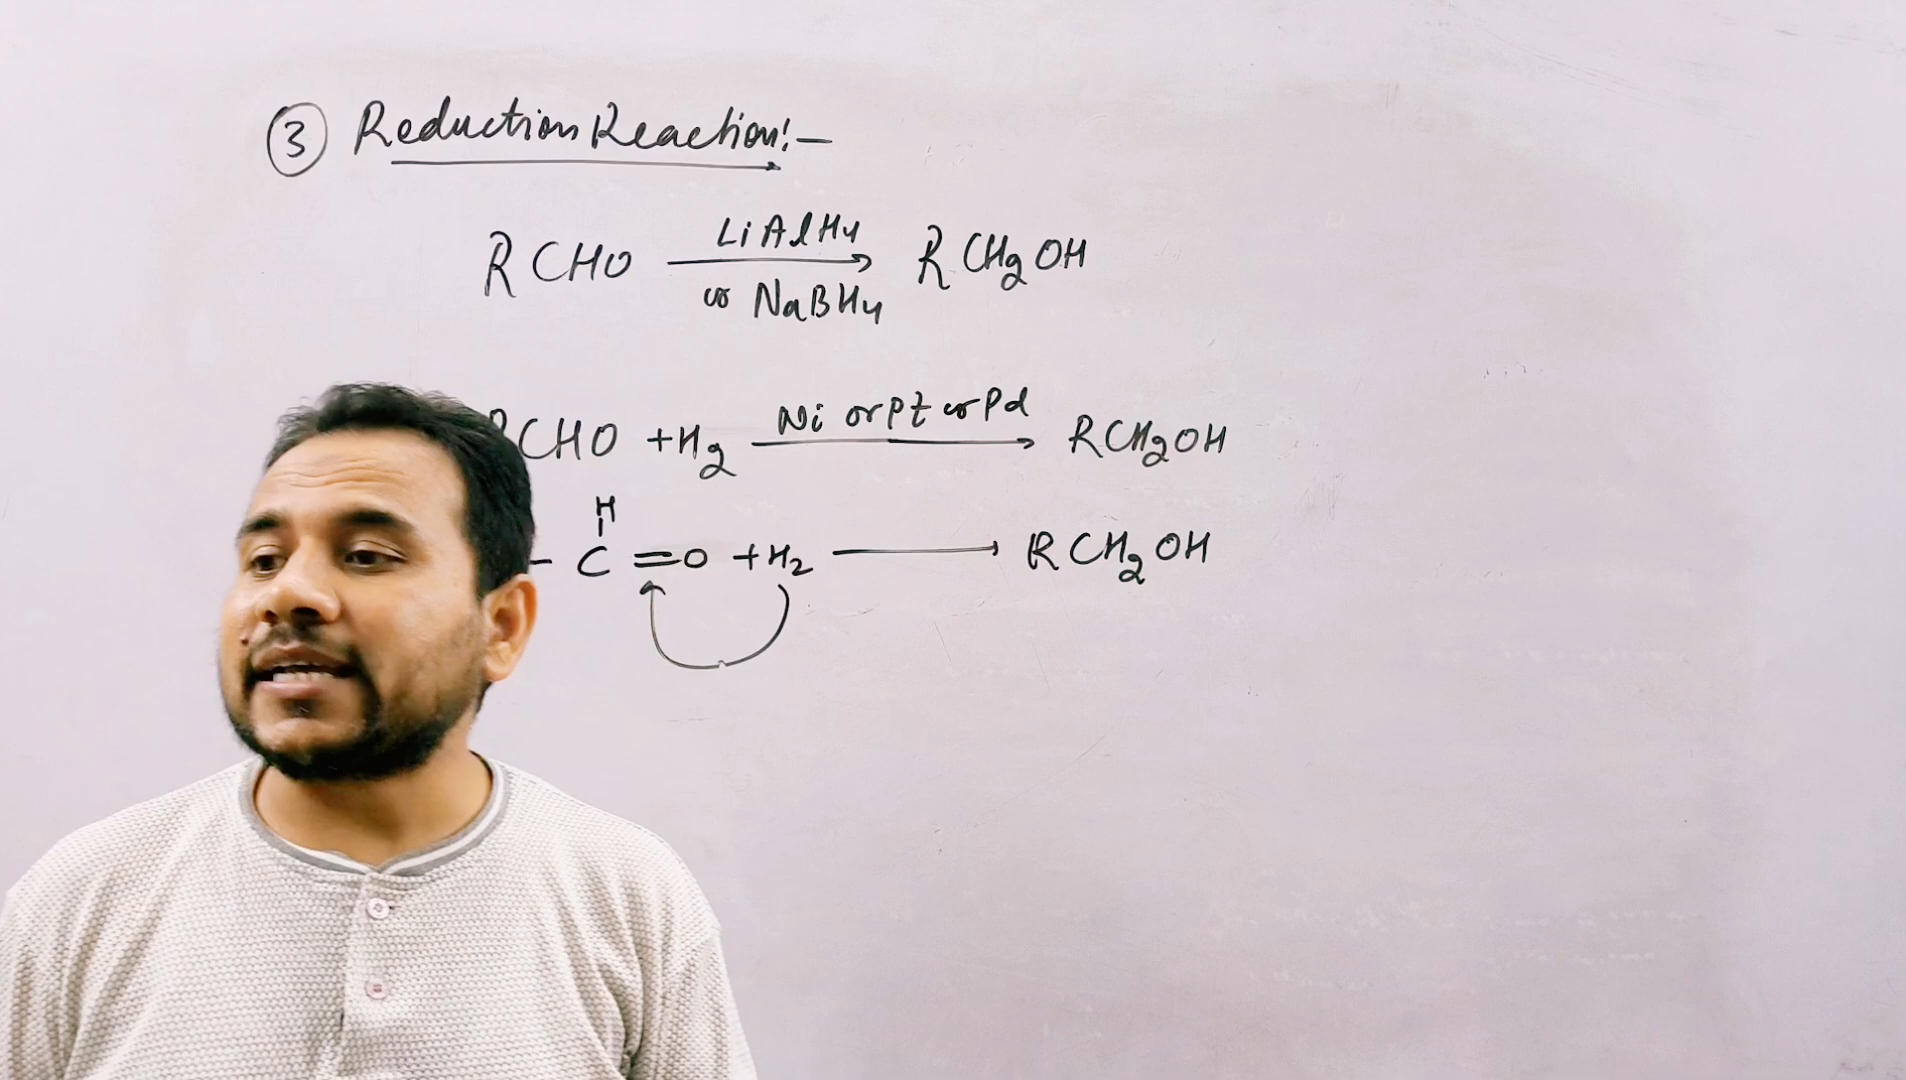 ③ Reduction Reaction:-
RCHO LiAlH4 or NaBH4 → RCH2OH
RCHO + H2 Ni or Pt or Pd → RCH2OH
H
- C = O + H2 → RCH2OH